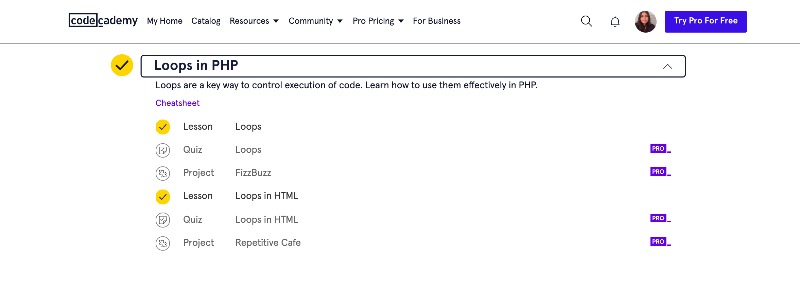 codecademy My Home Catalog Resources Community Pro Pricing For Business Try Pro For Free
Loops in PHP
Loops are a key way to control execution of code. Learn how to use them effectively in PHP.
Cheatsheet
Lesson Loops
Quiz Loops PRO
Project FizzBuzz PRO
Lesson Loops in HTML
Quiz Loops in HTML PRO
Project Repetitive Cafe PRO